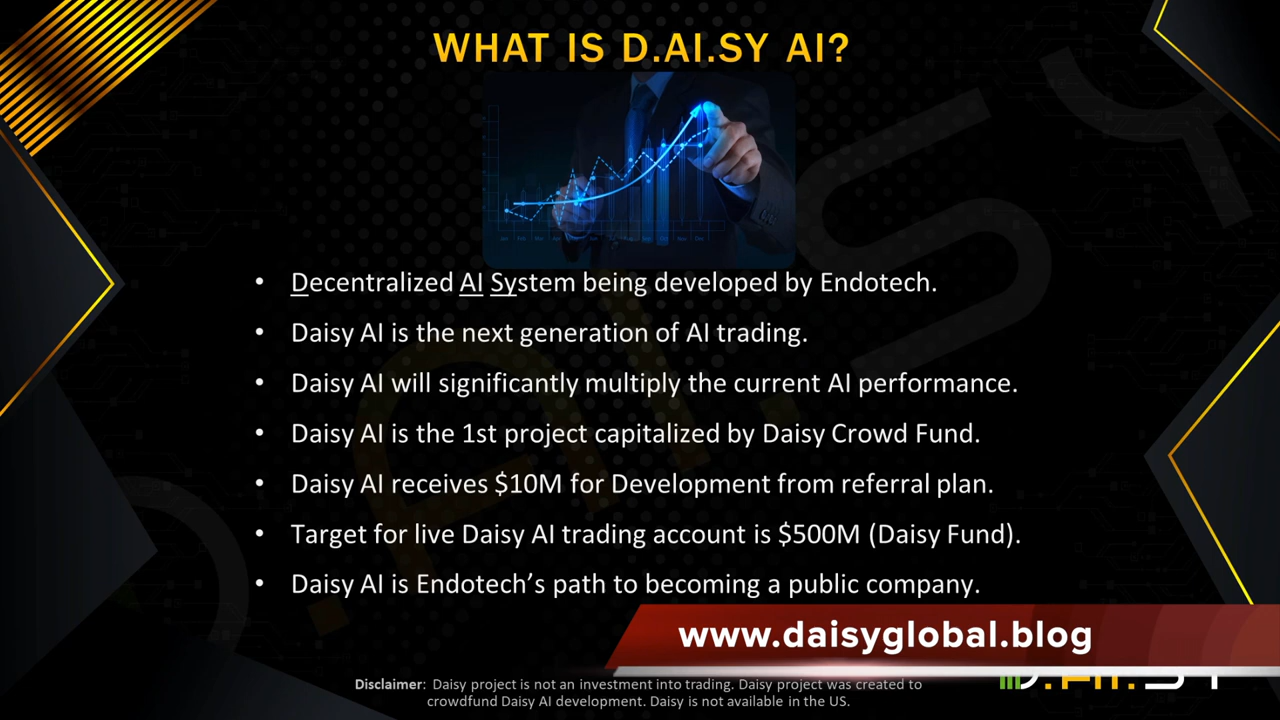 WHAT IS D.AI.SY AI?
• Decentralized AI System being developed by Endotech.
• Daisy AI is the next generation of AI trading.
• Daisy AI will significantly multiply the current AI performance.
• Daisy AI is the 1st project capitalized by Daisy Crowd Fund.
• Daisy AI receives $10M for Development from referral plan.
• Target for live Daisy AI trading account is $500M (Daisy Fund).
• Daisy AI is Endotech’s path to becoming a public company.
www.daisyglobal.blog
Disclaimer: Daisy project is not an investment into trading. Daisy project was created to
crowdfund Daisy AI development. Daisy is not available in the US.